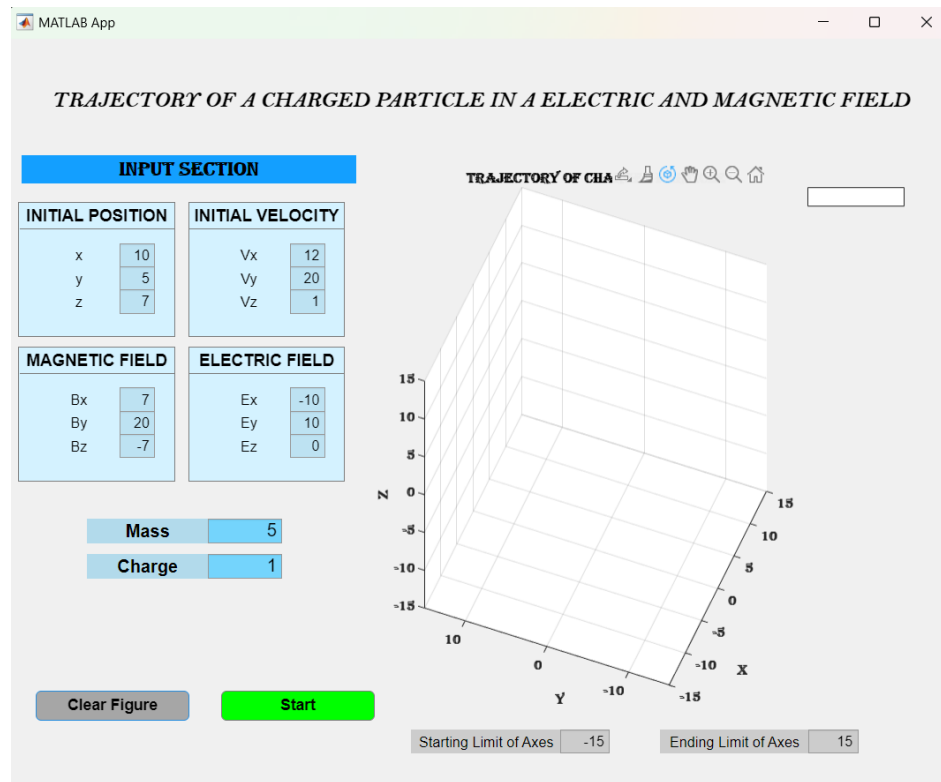 MATLAB App
TRAJECTORY OF A CHARGED PARTICLE IN A ELECTRIC AND MAGNETIC FIELD
INPUT SECTION
INITIAL POSITION
x 10
y 5
z 7
INITIAL VELOCITY
Vx 12
Vy 20
Vz 1
MAGNETIC FIELD
Bx 7
By 20
Bz -7
ELECTRIC FIELD
Ex -10
Ey 10
Ez 0
Mass 5
Charge 1
Clear Figure
Start
TRAJECTORY OF CHA
15
10
5
0
-5
-10
-15
Z
10
0
-10
Y
15
10
5
0
-5
-10
-15
X
Starting Limit of Axes -15
Ending Limit of Axes 15